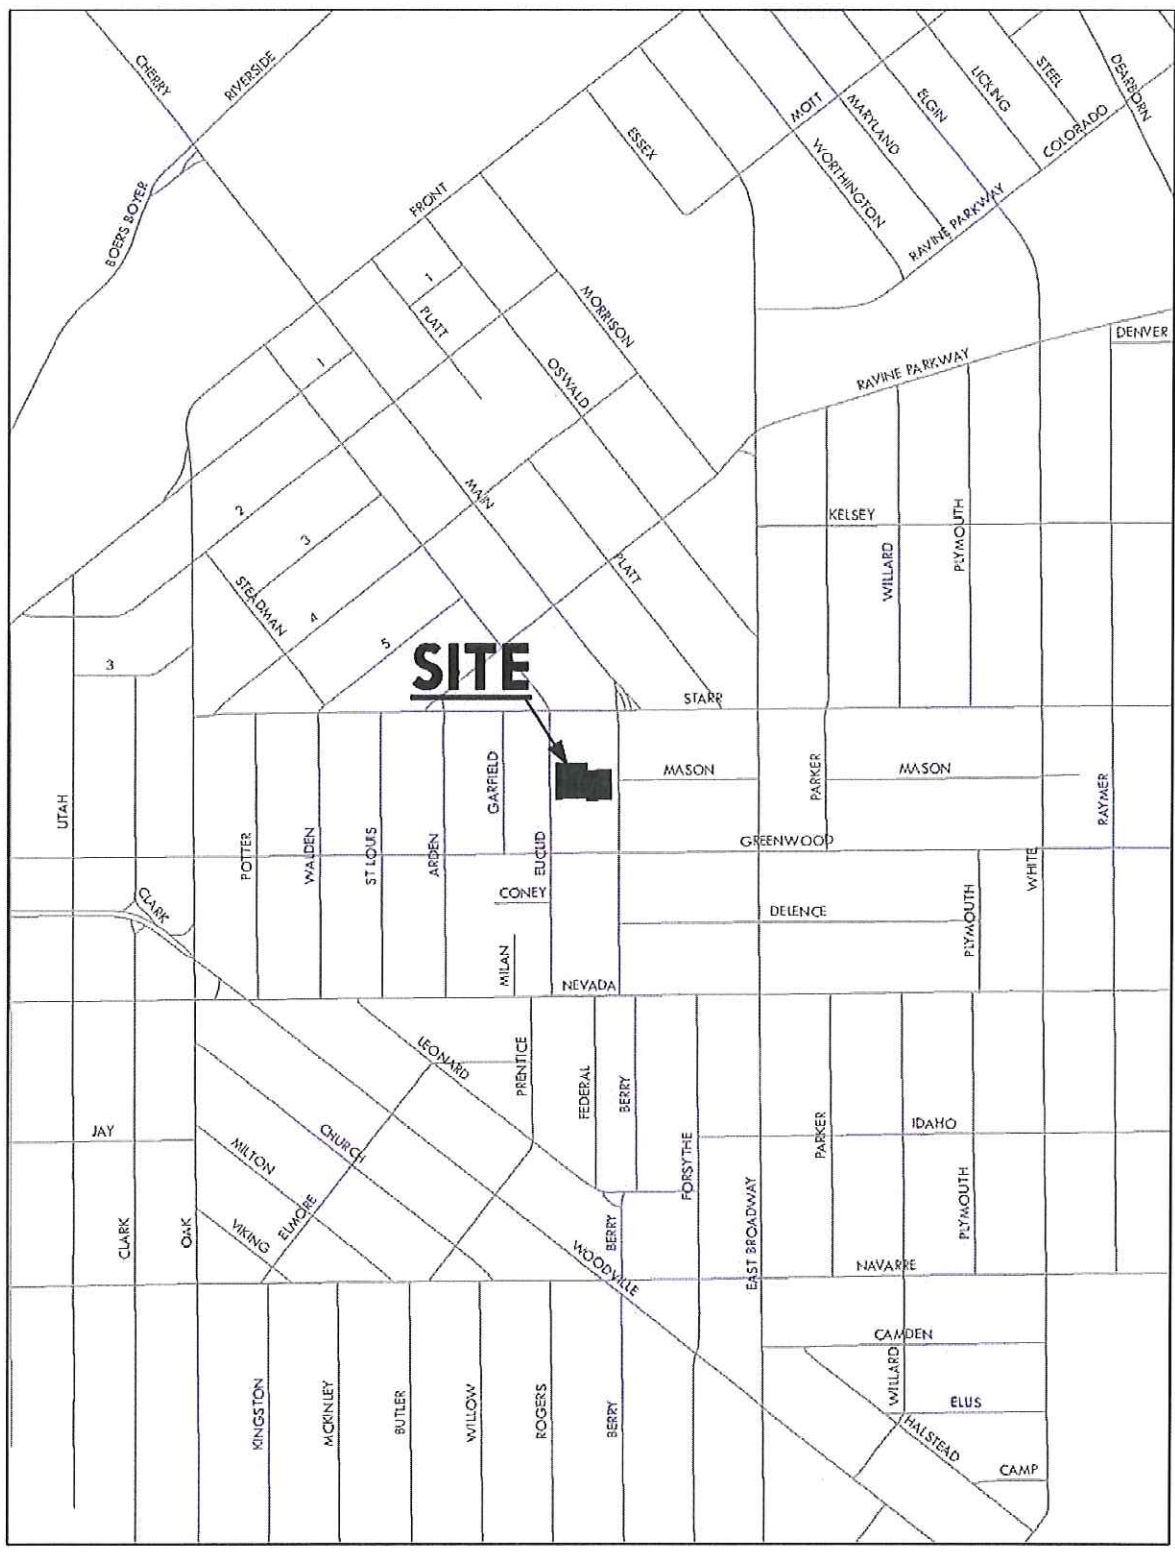 CHERRY
RIVERSIDE
STEEL
DEARBORN
LICKING
ELGIN
MOTT
MARYLAND
COLORADO
ESSEX
WORTHINGTON
BOERS BOYER
FRONT
RAVINE PARKWAY
1
PLATT
MORRISON
DENVER
1
OSWALD
RAVINE PARKWAY
MAIN
2
KELSEY
PLYMOUTH
3
WILLARD
PLATT
STEADMAN
4
5
SITE
3
STARR
GARFIELD
MASON
PARKER
MASON
UTAH
RAYMER
POTTER
WALDEN
ST LOUIS
ARDEN
EUCLID
GREENWOOD
WHITE
CONEY
CLARK
DELENCE
PLYMOUTH
MILAN
NEVADA
LEONARD
PRENTICE
FEDERAL
BERRY
JAY
CHURCH
MILTON
FORSYTHE
PARKER
IDAHO
PLYMOUTH
CLARK
OAK
VIKING
ELMORE
BERRY
WOODVILLE
EAST BROADWAY
NAVARRE
CAMDEN
WILLARD
KINGSTON
MCKINLEY
BUTLER
WILLOW
ROGERS
BERRY
ELLIS
HALSTEAD
CAMP